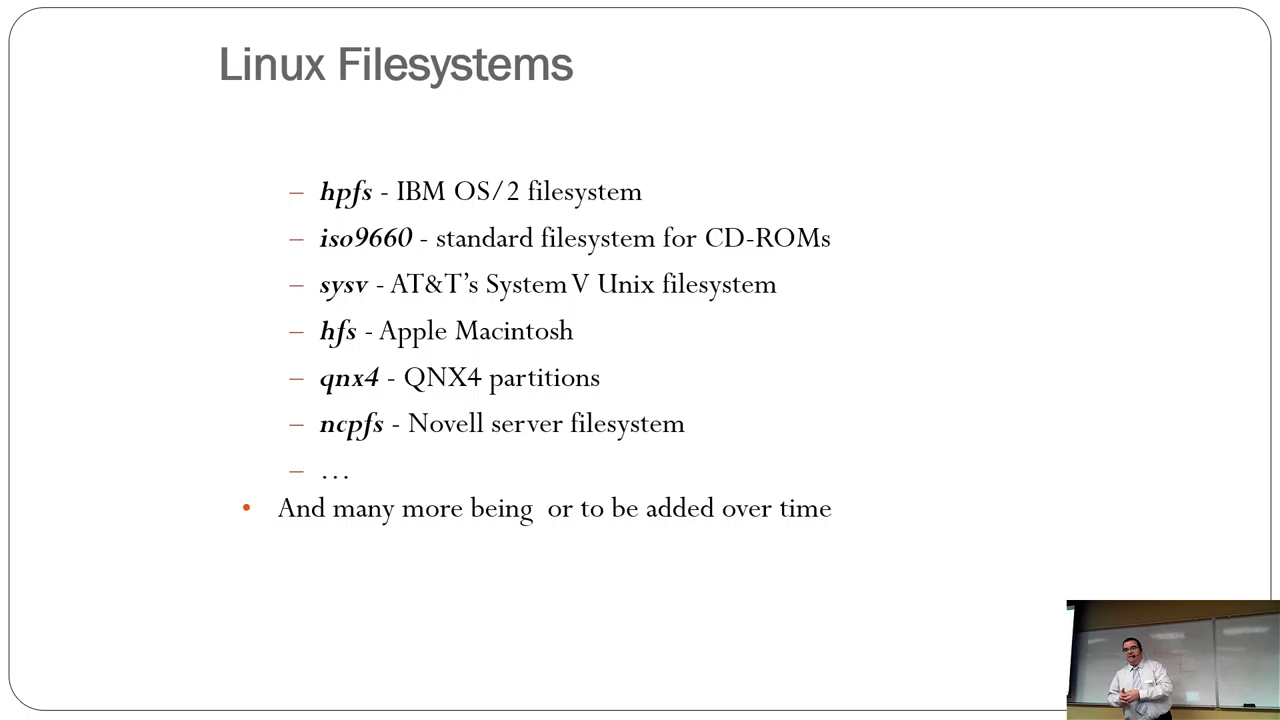 Linux Filesystems
– hpfs - IBM OS/2 filesystem
– iso9660 - standard filesystem for CD-ROMs
– sysv - AT&T’s System V Unix filesystem
– hfs - Apple Macintosh
– qnx4 - QNX4 partitions
– ncpfs - Novell server filesystem
– …
• And many more being or to be added over time